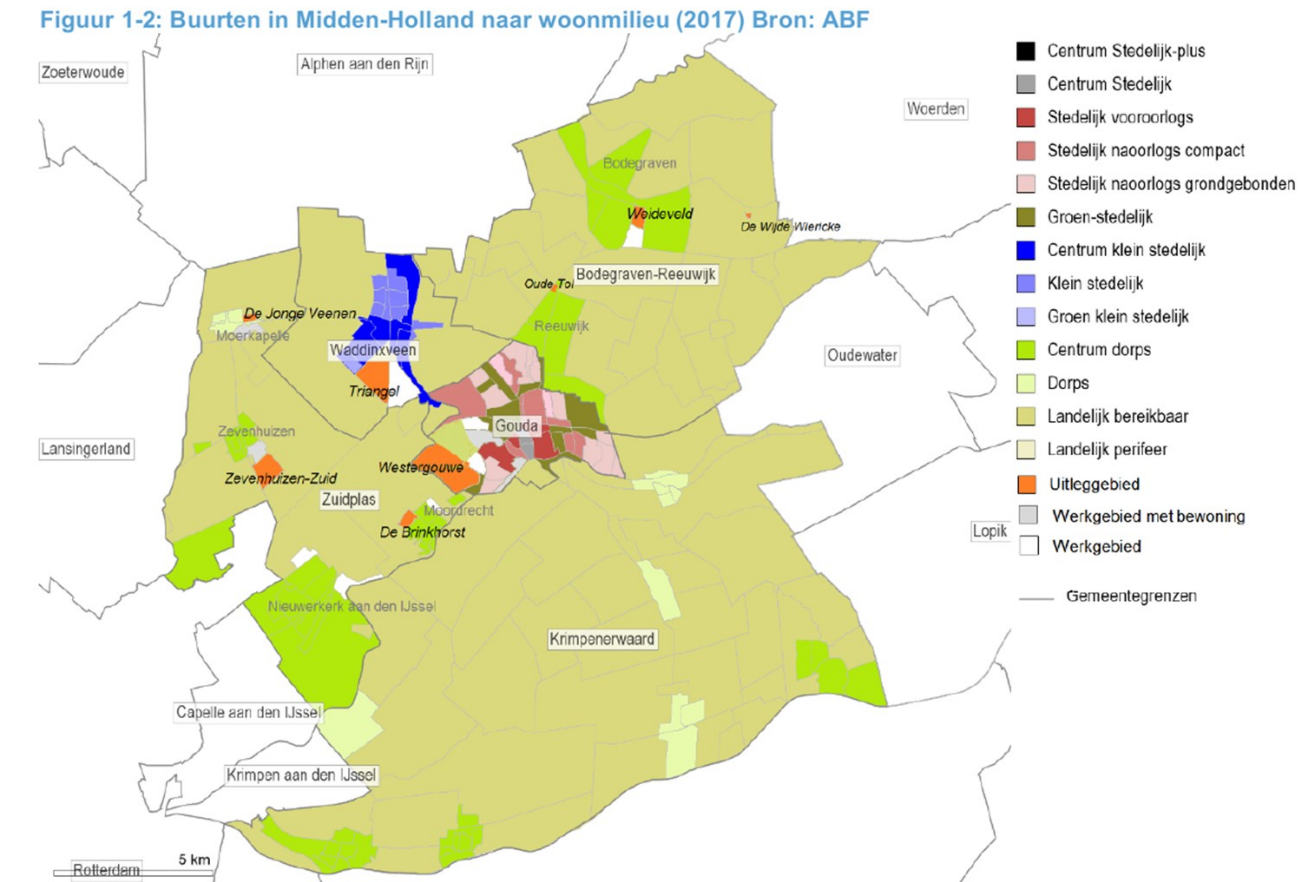 Figuur 1-2: Buurten in Midden-Holland naar woonmilieu (2017) Bron: ABF
Zoeterwoude
Alphen aan den Rijn
Woerden
Bodegraven
Weideveld
De Wijde Wiericke
Bodegraven-Reeuwijk
Oude Tol
Reeuwijk
De Jonge Veenen
Moerkapelle
Waddinxveen
Triangel
Oudewater
Gouda
Zevenhuizen
Lansingerland
Zevenhuizen-Zuid
Westergouwe
Zuidplas
Moordrecht
De Brinkhorst
Lopik
Nieuwerkerk aan den IJssel
Krimpenerwaard
Capelle aan den IJssel
Krimpen aan den IJssel
5 km
Rotterdam
Centrum Stedelijk-plus
Centrum Stedelijk
Stedelijk vooroorlogs
Stedelijk naoorlogs compact
Stedelijk naoorlogs grondgebonden
Groen-stedelijk
Centrum klein stedelijk
Klein stedelijk
Groen klein stedelijk
Centrum dorps
Dorps
Landelijk bereikbaar
Landelijk perifeer
Uitleggebied
Werkgebied met bewoning
Werkgebied
Gemeentegrenzen